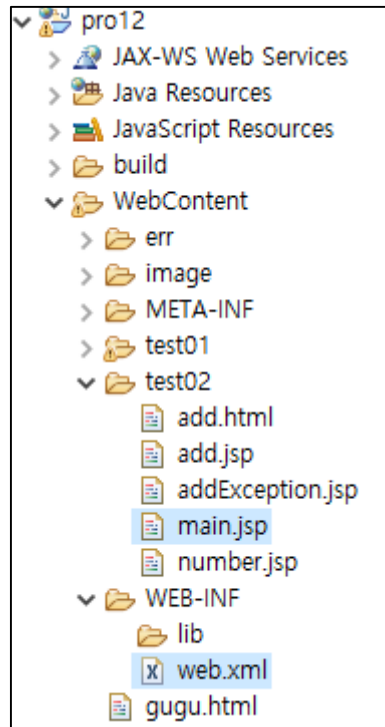 pro12
JAX-WS Web Services
Java Resources
JavaScript Resources
build
WebContent
err
image
META-INF
test01
test02
add.html
add.jsp
addException.jsp
main.jsp
number.jsp
WEB-INF
lib
web.xml
gugu.html